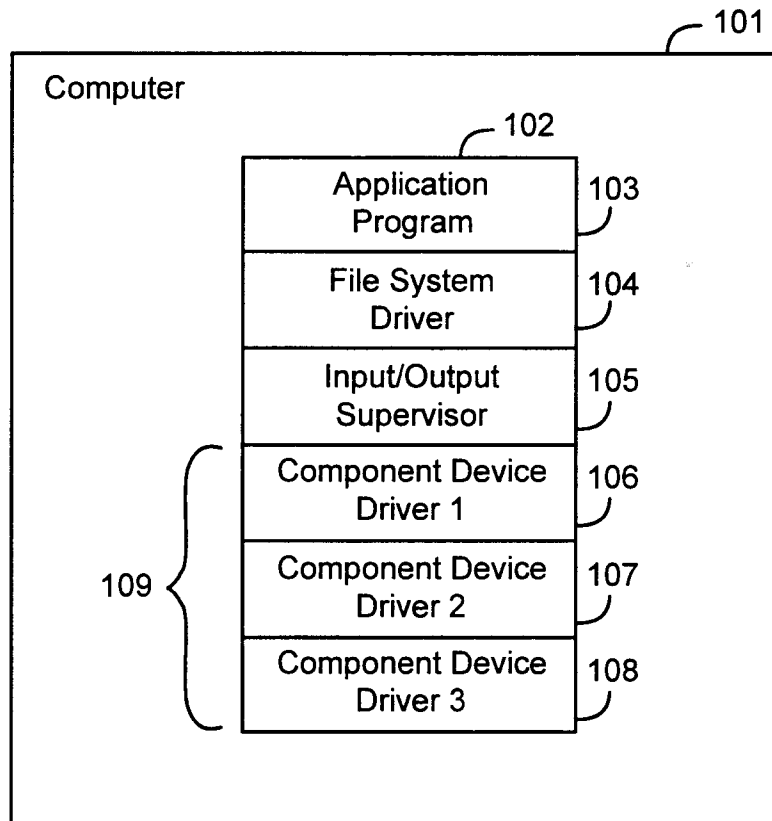 101
Computer
102
Application
Program
103
File System
Driver
104
Input/Output
Supervisor
105
Component Device
Driver 1
106
109
Component Device
Driver 2
107
Component Device
Driver 3
108